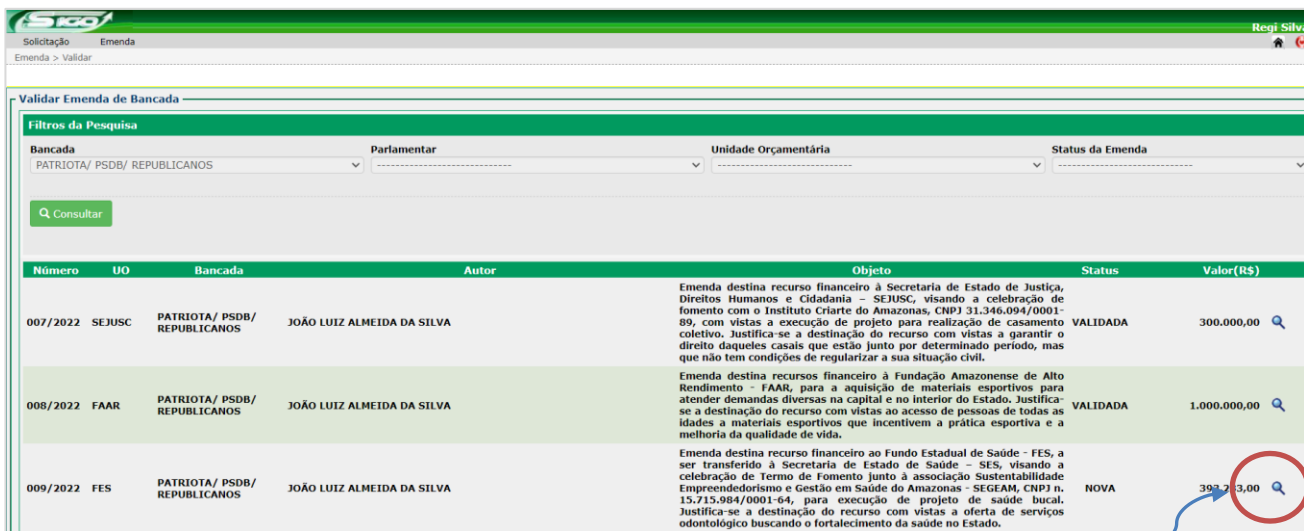 SIGO
Regi Silva
Solicitação Emenda
Emenda > Validar
Validar Emenda de Bancada
Filtros da Pesquisa
Bancada Parlamentar Unidade Orçamentária Status da Emenda
PATRIOTA/ PSDB/ REPUBLICANOS ---------------------------- ---------------------------- ----------------------------
Consultar
Número UO Bancada Autor Objeto Status Valor(R$)
007/2022 SEJUSC PATRIOTA/ PSDB/ REPUBLICANOS JOÃO LUIZ ALMEIDA DA SILVA
Emenda destina recurso financeiro à Secretaria de Estado de Justiça,
Direitos Humanos e Cidadania – SEJUSC, visando a celebração de
fomento com o Instituto Criarte do Amazonas, CNPJ 31.346.094/0001-
89, com vistas a execução de projeto para realização de casamento
coletivo. Justifica-se a destinação do recurso com vistas a garantir o
direito daqueles casais que estão junto por determinado período, mas
que não tem condições de regularizar a sua situação civil.
VALIDADA 300.000,00
008/2022 FAAR PATRIOTA/ PSDB/ REPUBLICANOS JOÃO LUIZ ALMEIDA DA SILVA
Emenda destina recursos financeiro à Fundação Amazonense de Alto
Rendimento - FAAR, para a aquisição de materiais esportivos para
atender demandas diversas na capital e no interior do Estado. Justifica-
se a destinação do recurso com vistas ao acesso de pessoas de todas as
idades a materiais esportivos que incentivem a prática esportiva e a
melhoria da qualidade de vida.
VALIDADA 1.000.000,00
009/2022 FES PATRIOTA/ PSDB/ REPUBLICANOS JOÃO LUIZ ALMEIDA DA SILVA
Emenda destina recurso financeiro ao Fundo Estadual de Saúde - FES, a
ser transferido à Secretaria de Estado de Saúde – SES, visando a
celebração de Termo de Fomento junto à associação Sustentabilidade
Empreendedorismo e Gestão em Saúde do Amazonas - SEGEAM, CNPJ n.
15.715.984/0001-64, para execução de projeto de saúde bucal.
Justifica-se a destinação do recurso com vistas a oferta de serviços
odontológico buscando o fortalecimento da saúde no Estado.
NOVA